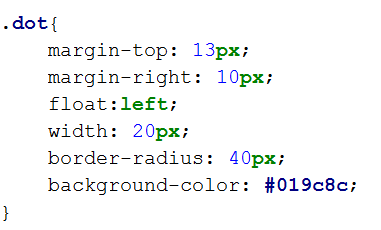 .dot{
    margin-top: 13px;
    margin-right: 10px;
    float:left;
    width: 20px;
    border-radius: 40px;
    background-color: #019c8c;
}